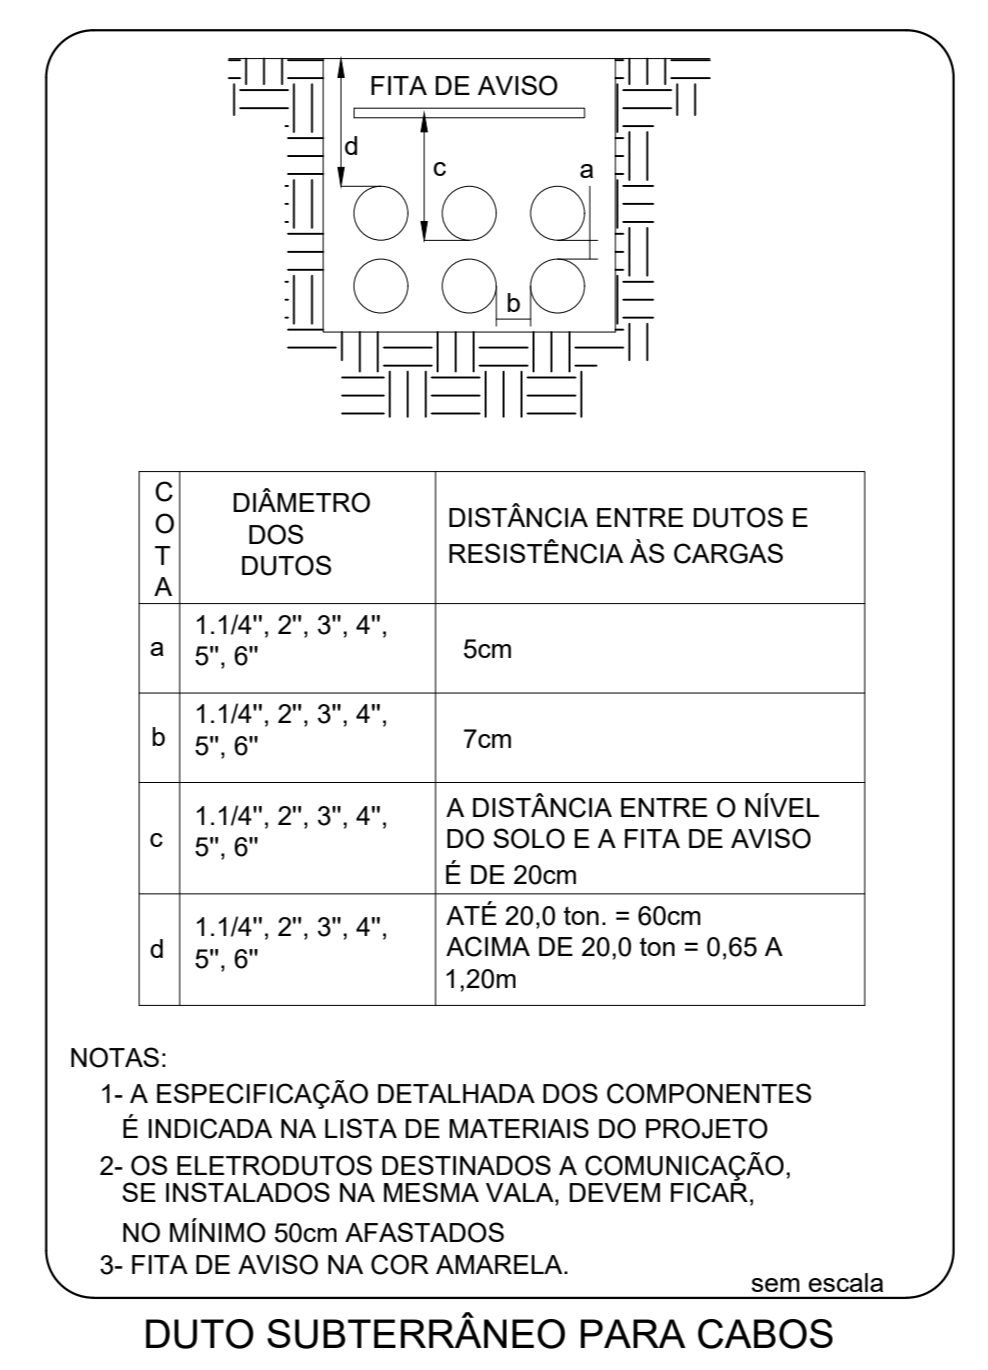 FITA DE AVISO
d
c
a
b
C
O
T
A
DIÂMETRO
DOS
DUTOS
DISTÂNCIA ENTRE DUTOS E
RESISTÊNCIA ÀS CARGAS
a
1.1/4", 2", 3", 4",
5", 6"
5cm
b
1.1/4", 2", 3", 4",
5", 6"
7cm
c
1.1/4", 2", 3", 4",
5", 6"
A DISTÂNCIA ENTRE O NÍVEL
DO SOLO E A FITA DE AVISO
É DE 20cm
d
1.1/4", 2", 3", 4",
5", 6"
ATÉ 20,0 ton. = 60cm
ACIMA DE 20,0 ton = 0,65 A
1,20m
NOTAS:
1- A ESPECIFICAÇÃO DETALHADA DOS COMPONENTES
É INDICADA NA LISTA DE MATERIAIS DO PROJETO
2- OS ELETRODUTOS DESTINADOS A COMUNICAÇÃO,
SE INSTALADOS NA MESMA VALA, DEVEM FICAR,
NO MÍNIMO 50cm AFASTADOS
3- FITA DE AVISO NA COR AMARELA.
sem escala
DUTO SUBTERRÂNEO PARA CABOS